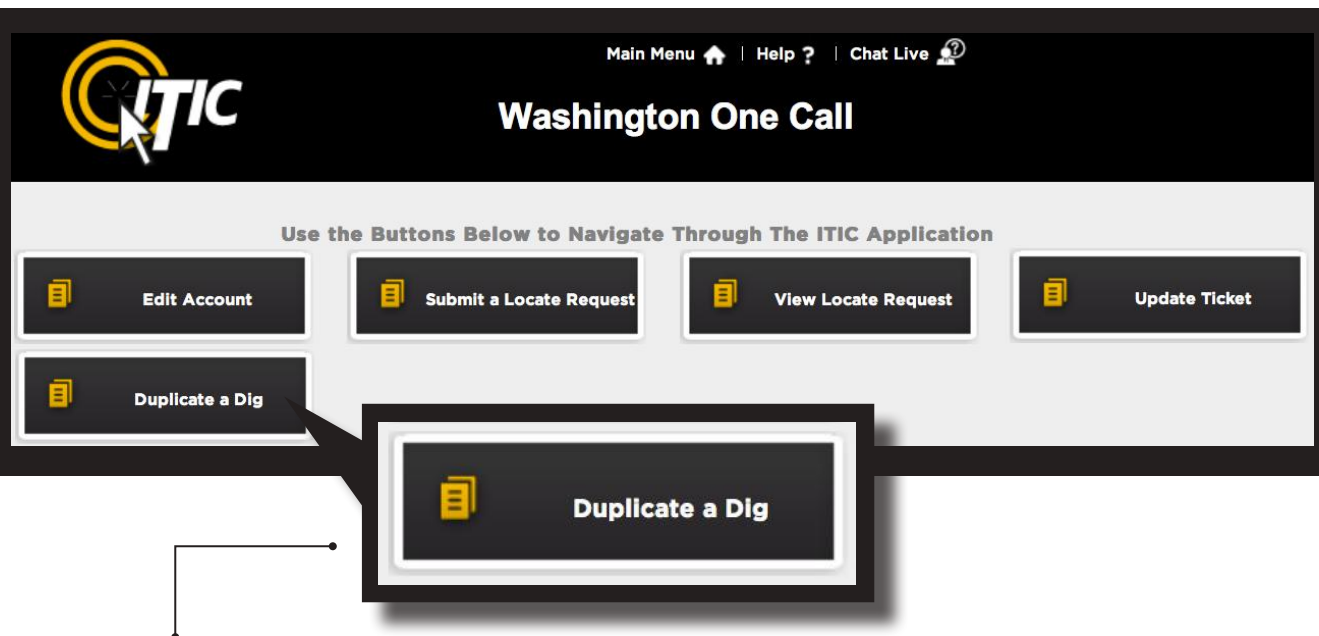 ITIC
Main Menu | Help ? | Chat Live ?
Washington One Call
Use the Buttons Below to Navigate Through The ITIC Application
Edit Account
Submit a Locate Request
View Locate Request
Update Ticket
Duplicate a Dig
Duplicate a Dig